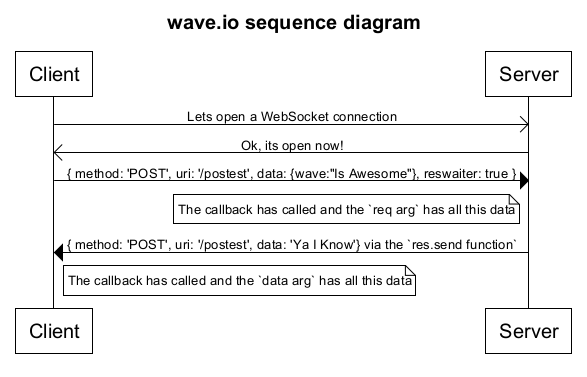 wave.io sequence diagram
Client
Server
Lets open a WebSocket connection
Ok, its open now!
{ method: 'POST', uri: '/postest', data: {wave:"Is Awesome"}, reswaiter: true }
The callback has called and the `req arg` has all this data
{ method: 'POST', uri: '/postest', data: 'Ya I Know'} via the `res.send function`
The callback has called and the `data arg` has all this data
Client
Server